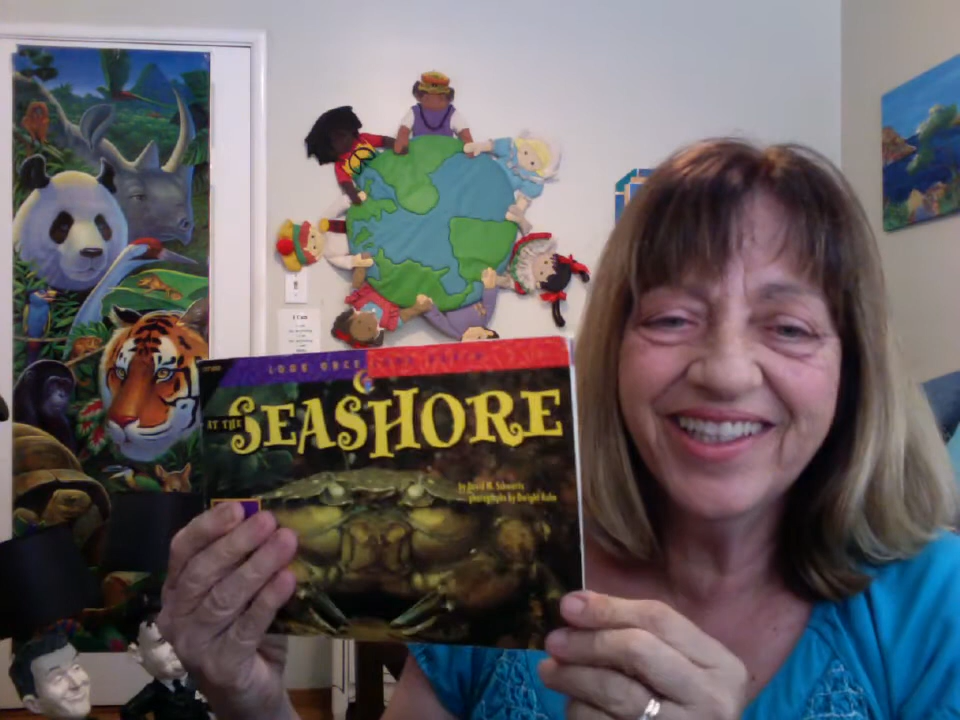 LOOK ONCE LOOK AGAIN
AT THE SEASHORE
by David M. Schwartz
photographs by Dwight Kuhn